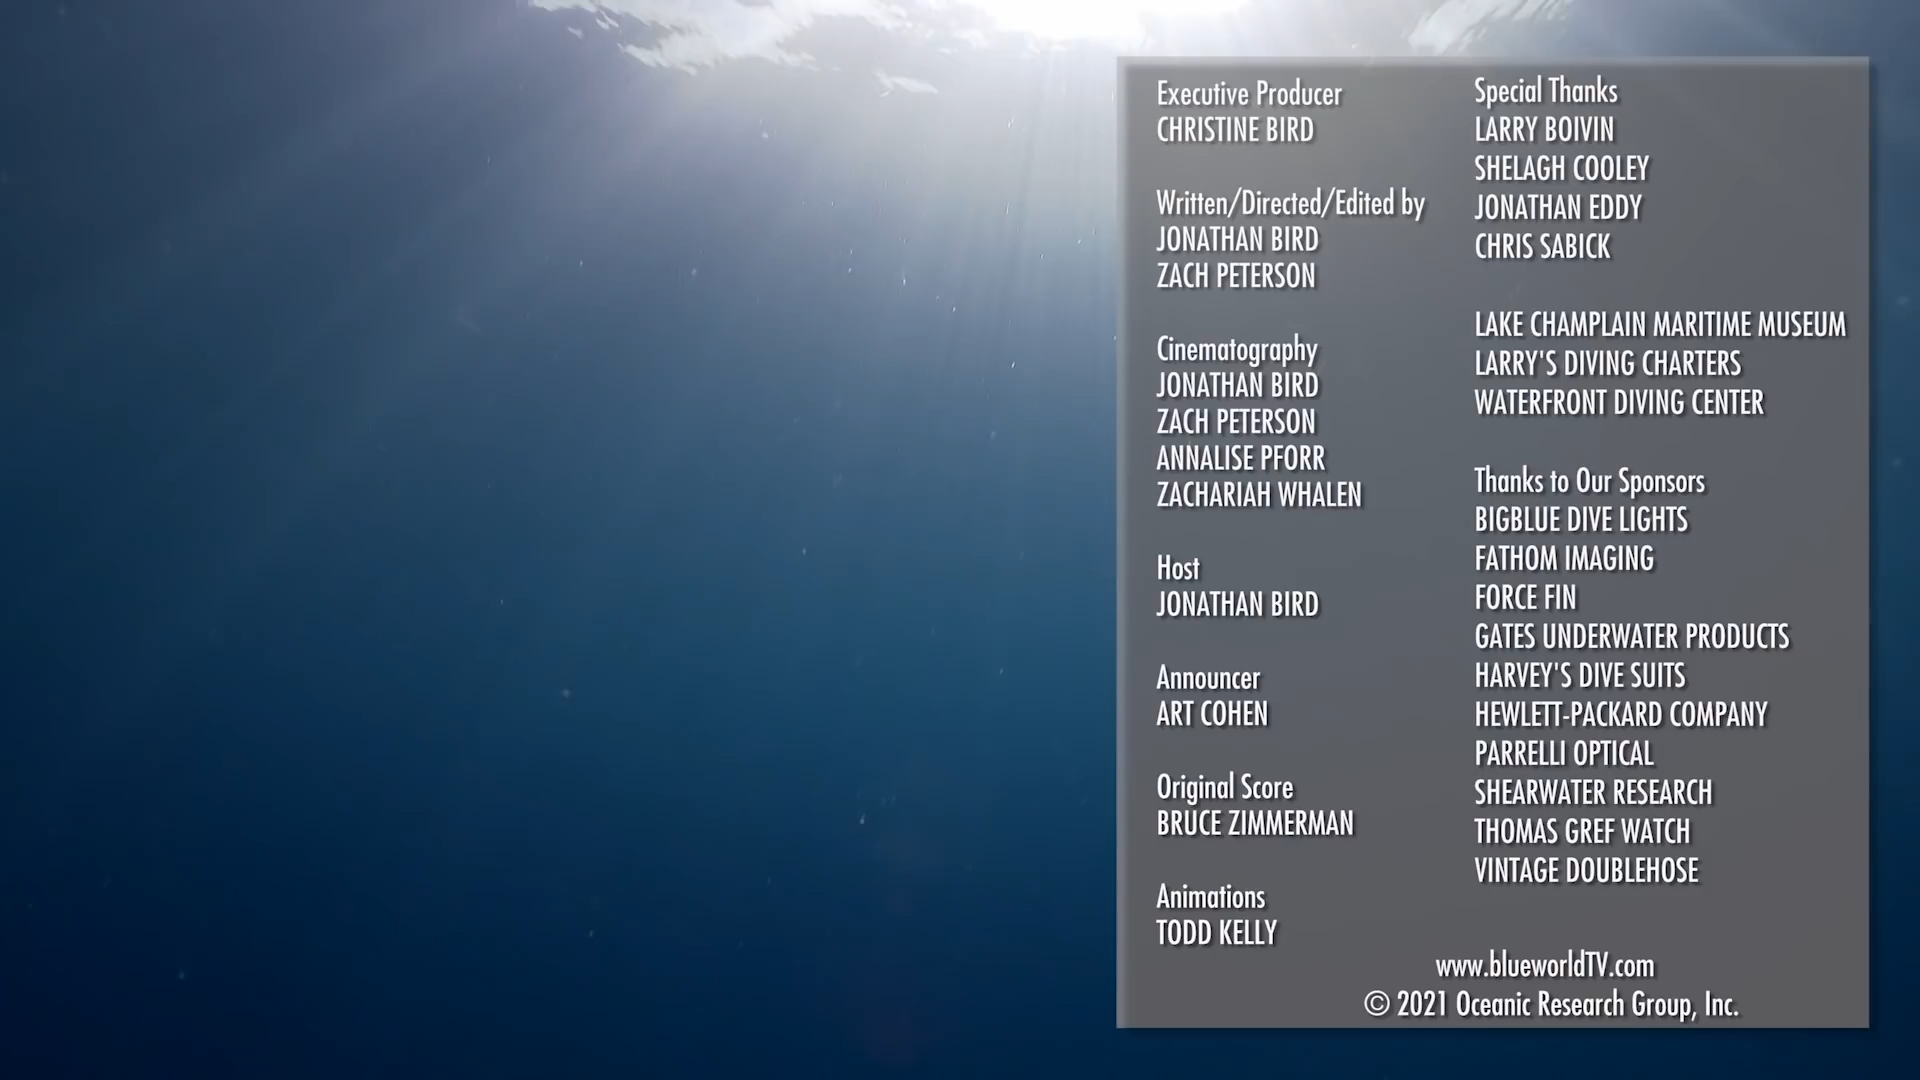 Executive Producer
CHRISTINE BIRD
Written/Directed/Edited by
JONATHAN BIRD
ZACH PETERSON
Cinematography
JONATHAN BIRD
ZACH PETERSON
ANNALISE PFORR
ZACHARIAH WHALEN
Host
JONATHAN BIRD
Announcer
ART COHEN
Original Score
BRUCE ZIMMERMAN
Animations
TODD KELLY
Special Thanks
LARRY BOIVIN
SHELAGH COOLEY
JONATHAN EDDY
CHRIS SABICK
LAKE CHAMPLAIN MARITIME MUSEUM
LARRY'S DIVING CHARTERS
WATERFRONT DIVING CENTER
Thanks to Our Sponsors
BIGBLUE DIVE LIGHTS
FATHOM IMAGING
FORCE FIN
GATES UNDERWATER PRODUCTS
HARVEY'S DIVE SUITS
HEWLETT-PACKARD COMPANY
PARRELLI OPTICAL
SHEARWATER RESEARCH
THOMAS GREF WATCH
VINTAGE DOUBLEHOSE
www.blueworldTV.com
© 2021 Oceanic Research Group, Inc.